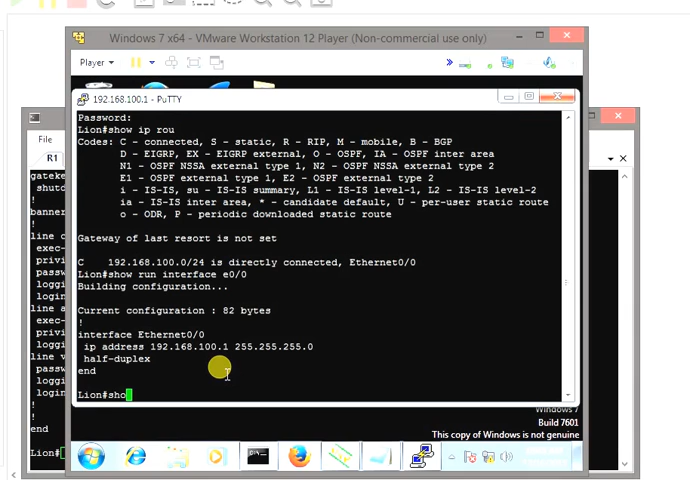 Windows 7 x64 - VMware Workstation 12 Player (Non-commercial use only)
Player
192.168.100.1 - PuTTY
File
R1
Password:
Lion#show ip rou
Codes: C - connected, S - static, R - RIP, M - mobile, B - BGP
D - EIGRP, EX - EIGRP external, O - OSPF, IA - OSPF inter area
N1 - OSPF NSSA external type 1, N2 - OSPF NSSA external type 2
E1 - OSPF external type 1, E2 - OSPF external type 2
i - IS-IS, su - IS-IS summary, L1 - IS-IS level-1, L2 - IS-IS level-2
ia - IS-IS inter area, * - candidate default, U - per-user static route
o - ODR, P - periodic downloaded static route
Gateway of last resort is not set
C 192.168.100.0/24 is directly connected, Ethernet0/0
Lion#show run interface e0/0
Building configuration...
Current configuration : 82 bytes
!
interface Ethernet0/0
ip address 192.168.100.1 255.255.255.0
half-duplex
end
Lion#sho
gateke
shutd
!
banner
!
line c
exec-
privi
passw
loggi
login
line a
exec-
privi
passw
loggi
login
line v
passw
loggi
login
!
!
end
Lion#
Windows 7
Build 7601
This copy of Windows is not genuine